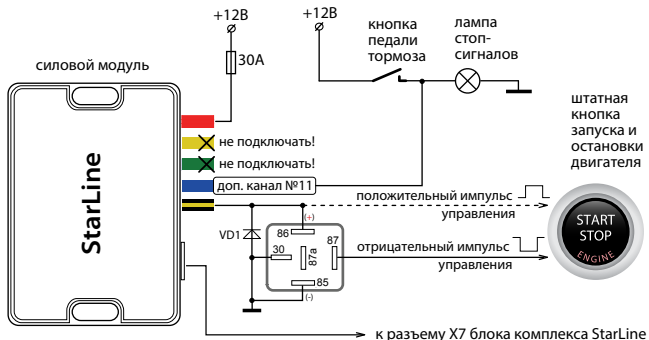 +12В
+12В
30А
силовой модуль
кнопка
педали
тормоза
лампа
стоп-
сигналов
штатная
кнопка
запуска и
остановки
двигателя
StarLine
не подключать!
не подключать!
доп. канал №11
положительный импульс
управления
VD1
86
(+)
30
87a
87
85
(-)
отрицательный импульс
управления
START
STOP
ENGINE
к разъему X7 блока комплекса StarLine